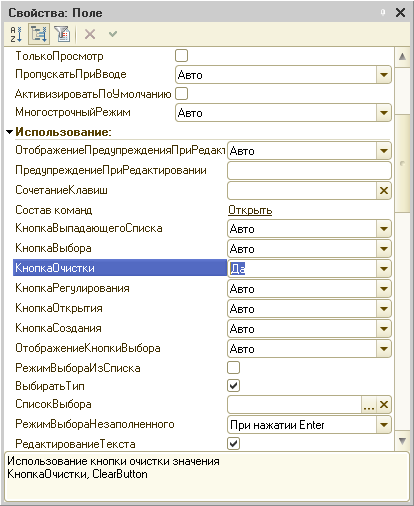 Свойства: Поле
ТолькоПросмотр
ПропускатьПриВводе Авто
АктивизироватьПоУмолчанию
МногострочныйРежим Авто
Использование:
ОтображениеПредупрежденияПриРедакт Авто
ПредупреждениеПриРедактировании
СочетаниеКлавиш
Состав команд Открыть
КнопкаВыпадающегоСписка Авто
КнопкаВыбора Авто
КнопкаОчистки Да
КнопкаРегулирования Авто
КнопкаОткрытия Авто
КнопкаСоздания Авто
ОтображениеКнопкиВыбора Авто
РежимВыбораИзСписка
ВыбиратьТип
СписокВыбора ...
РежимВыбораНезаполненного При нажатии Enter
РедактированиеТекста
Использование кнопки очистки значения
КнопкаОчистки, ClearButton